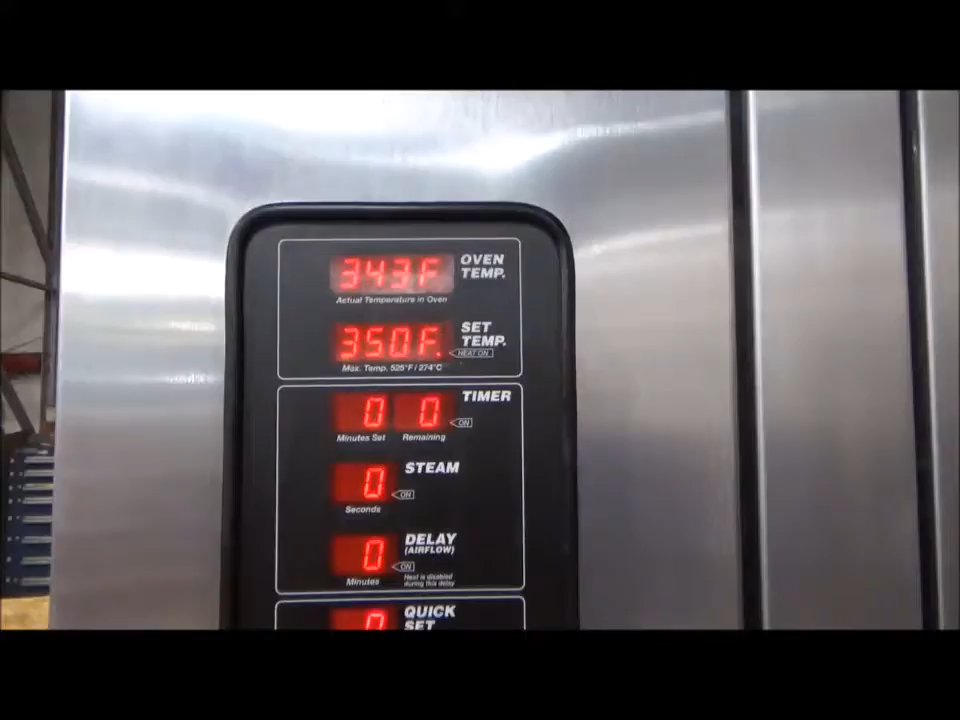 343F OVEN
TEMP.
Actual Temperature in Oven
350F. SET
TEMP.
HEAT ON
Max. Temp. 525°F / 274°C
TIMER
0 0 ON
Minutes Set Remaining
STEAM
0 ON
Seconds
DELAY
(AIRFLOW)
0 ON
Minutes Heat is disabled
during this delay
QUICK
0 SET